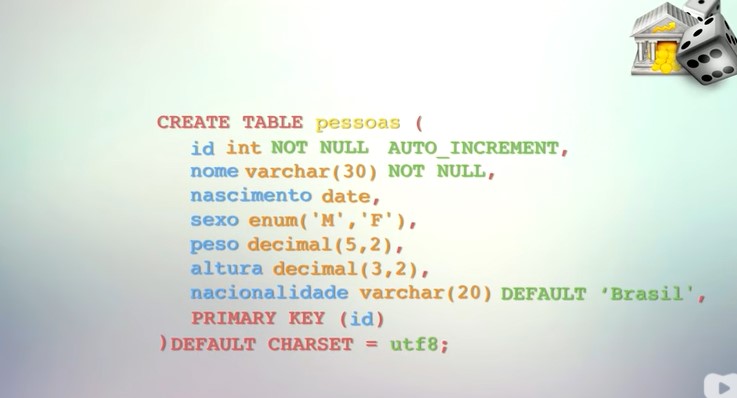 CREATE TABLE pessoas (
id int NOT NULL AUTO_INCREMENT,
nome varchar(30) NOT NULL,
nascimento date,
sexo enum('M','F'),
peso decimal(5,2),
altura decimal(3,2),
nacionalidade varchar(20) DEFAULT ‘Brasil',
PRIMARY KEY (id)
)DEFAULT CHARSET = utf8;